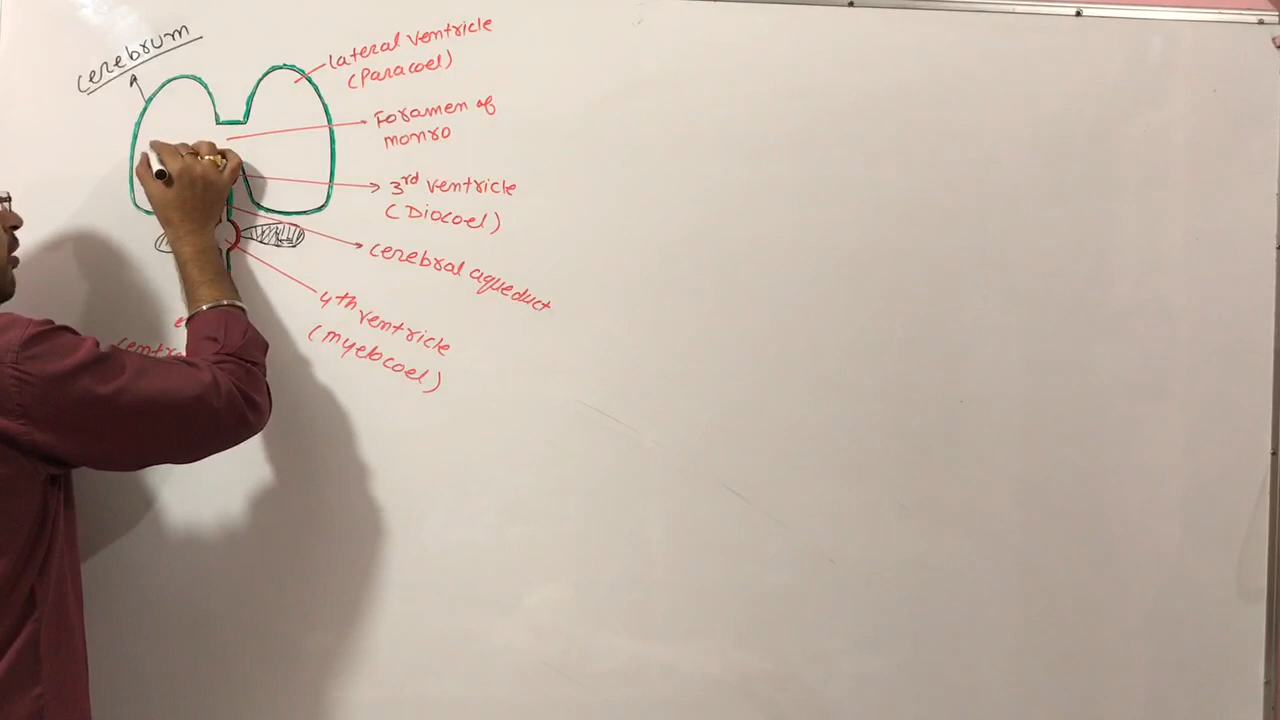 cerebrum
lateral ventricle
(Paracoel)
Foramen of
monro
3rd ventricle
(Diocoel)
cerebral aqueduct
4th ventricle
(myelocoel)